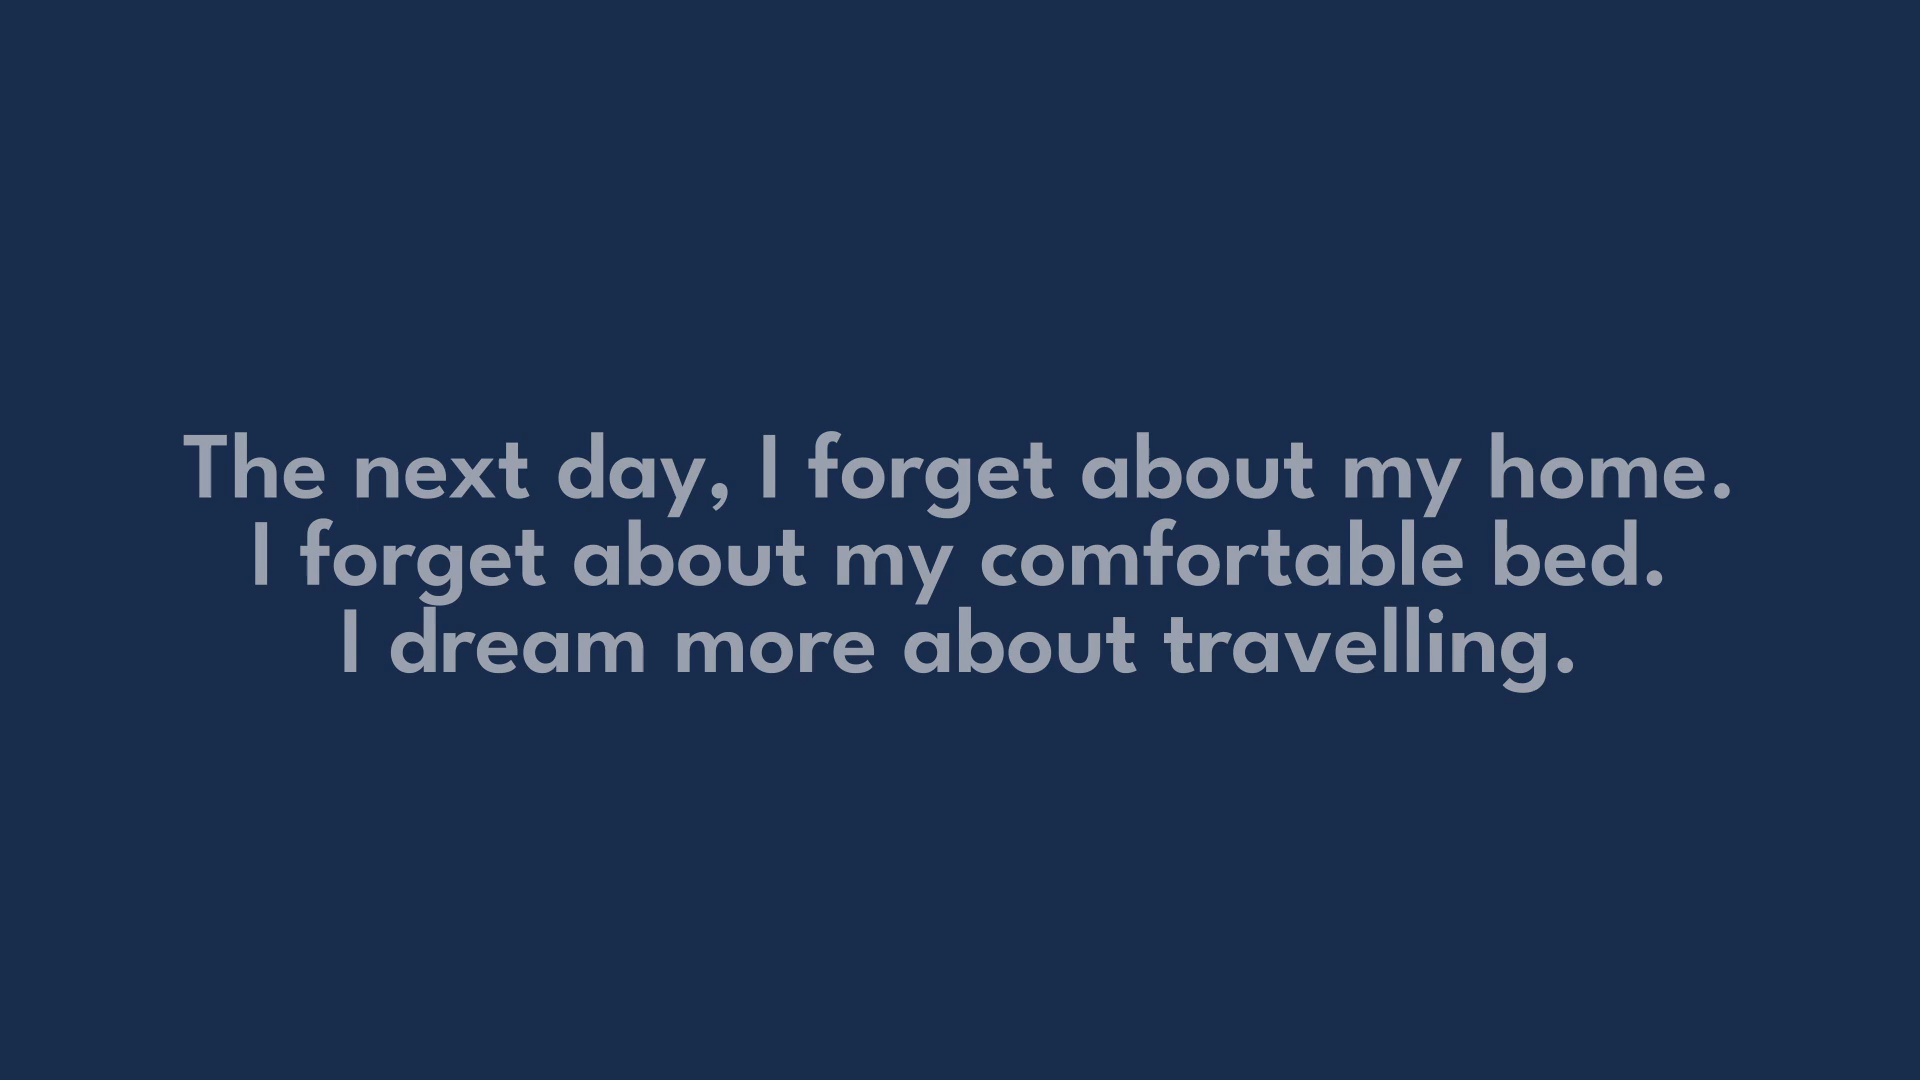 The next day, I forget about my home.
I forget about my comfortable bed.
I dream more about travelling.